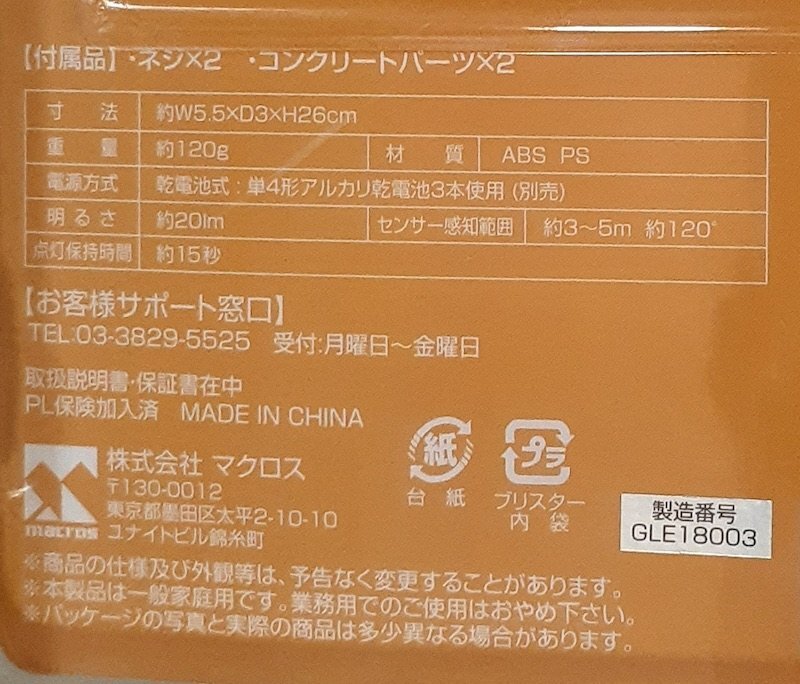 【付属品】・ネジ×2　・コンクリートパーツ×2
寸法 約W5.5×D3×H26cm
重量 約120g 材質 ABS PS
電源方式 乾電池式:単4形アルカリ乾電池3本使用(別売)
明るさ 約20lm センサー感知範囲 約3〜5m 約120°
点灯保持時間 約15秒
【お客様サポート窓口】
TEL:03-3829-5525　受付:月曜日〜金曜日
取扱説明書・保証書在中
PL保険加入済　MADE IN CHINA
紙
台紙
プラ
ブリスター
内袋
macros
株式会社 マクロス
〒130-0012
東京都墨田区太平2-10-10
ユナイトビル錦糸町
製造番号
GLE18003
※商品の仕様及び外観等は、予告なく変更することがあります。
※本製品は一般家庭用です。業務用でのご使用はおやめ下さい。
※パッケージの写真と実際の商品は多少異なる場合があります。